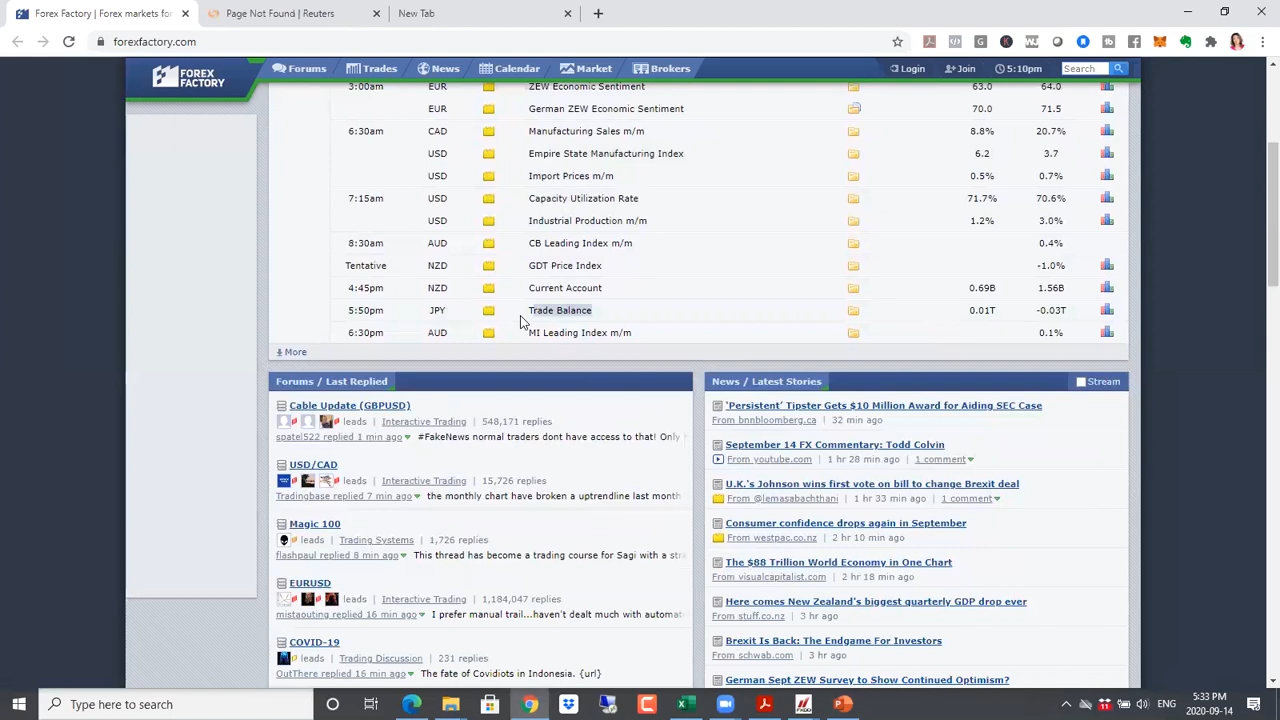 Forex Factory | Forex markets for
Page Not Found | Reuters
New Tab
forexfactory.com
FOREX FACTORY
Forums
Trades
News
Calendar
Market
Brokers
Login
Join
5:10pm
Search
3:00am EUR ZEW Economic Sentiment 63.0 64.0
EUR German ZEW Economic Sentiment 70.0 71.5
6:30am CAD Manufacturing Sales m/m 8.8% 20.7%
USD Empire State Manufacturing Index 6.2 3.7
USD Import Prices m/m 0.5% 0.7%
7:15am USD Capacity Utilization Rate 71.7% 70.6%
USD Industrial Production m/m 1.2% 3.0%
8:30am AUD CB Leading Index m/m 0.4%
Tentative NZD GDT Price Index -1.0%
4:45pm NZD Current Account 0.69B 1.56B
5:50pm JPY Trade Balance 0.01T -0.03T
6:30pm AUD MI Leading Index m/m 0.1%
More
Forums / Last Replied
Cable Update (GBPUSD)
leads | Interactive Trading | 548,171 replies
spatel522 replied 1 min ago #FakeNews normal traders dont have access to that! Only
USD/CAD
leads | Interactive Trading | 15,726 replies
Tradingbase replied 7 min ago the monthly chart have broken a uptrendline last month
Magic 100
leads | Trading Systems | 1,726 replies
flashpaul replied 8 min ago This thread has become a trading course for Sagi with a
EURUSD
leads | Interactive Trading | 1,184,047 replies
mistaouting replied 16 min ago I prefer manual trail...haven't dealt much with automa
COVID-19
leads | Trading Discussion | 231 replies
OutThere replied 16 min ago The fate of Covidiots in Indonesia. {url}
News / Latest Stories
Stream
'Persistent' Tipster Gets $10 Million Award for Aiding SEC Case
From bnnbloomberg.ca | 32 min ago
September 14 FX Commentary: Todd Colvin
From youtube.com | 1 hr 28 min ago | 1 comment
U.K.'s Johnson wins first vote on bill to change Brexit deal
From @lemasabachthani | 1 hr 33 min ago | 1 comment
Consumer confidence drops again in September
From westpac.co.nz | 2 hr 10 min ago
The $88 Trillion World Economy in One Chart
From visualcapitalist.com | 2 hr 18 min ago
Here comes New Zealand's biggest quarterly GDP drop ever
From stuff.co.nz | 3 hr ago
Brexit Is Back: The Endgame For Investors
From schwab.com | 3 hr ago
German Sept ZEW Survey to Show Continued Optimism?
Type here to search
11
ENG
5:33 PM
2020-09-14